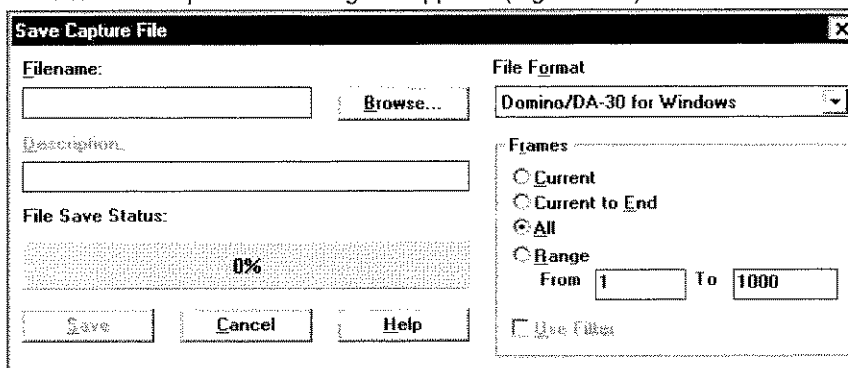 Save Capture File
Filename:
Browse...
Description:
File Save Status:
0%
Save
Cancel
Help
File Format
Domino/DA-30 for Windows
Frames
Current
Current to End
All
Range
From 1 To 1000
Use Filter